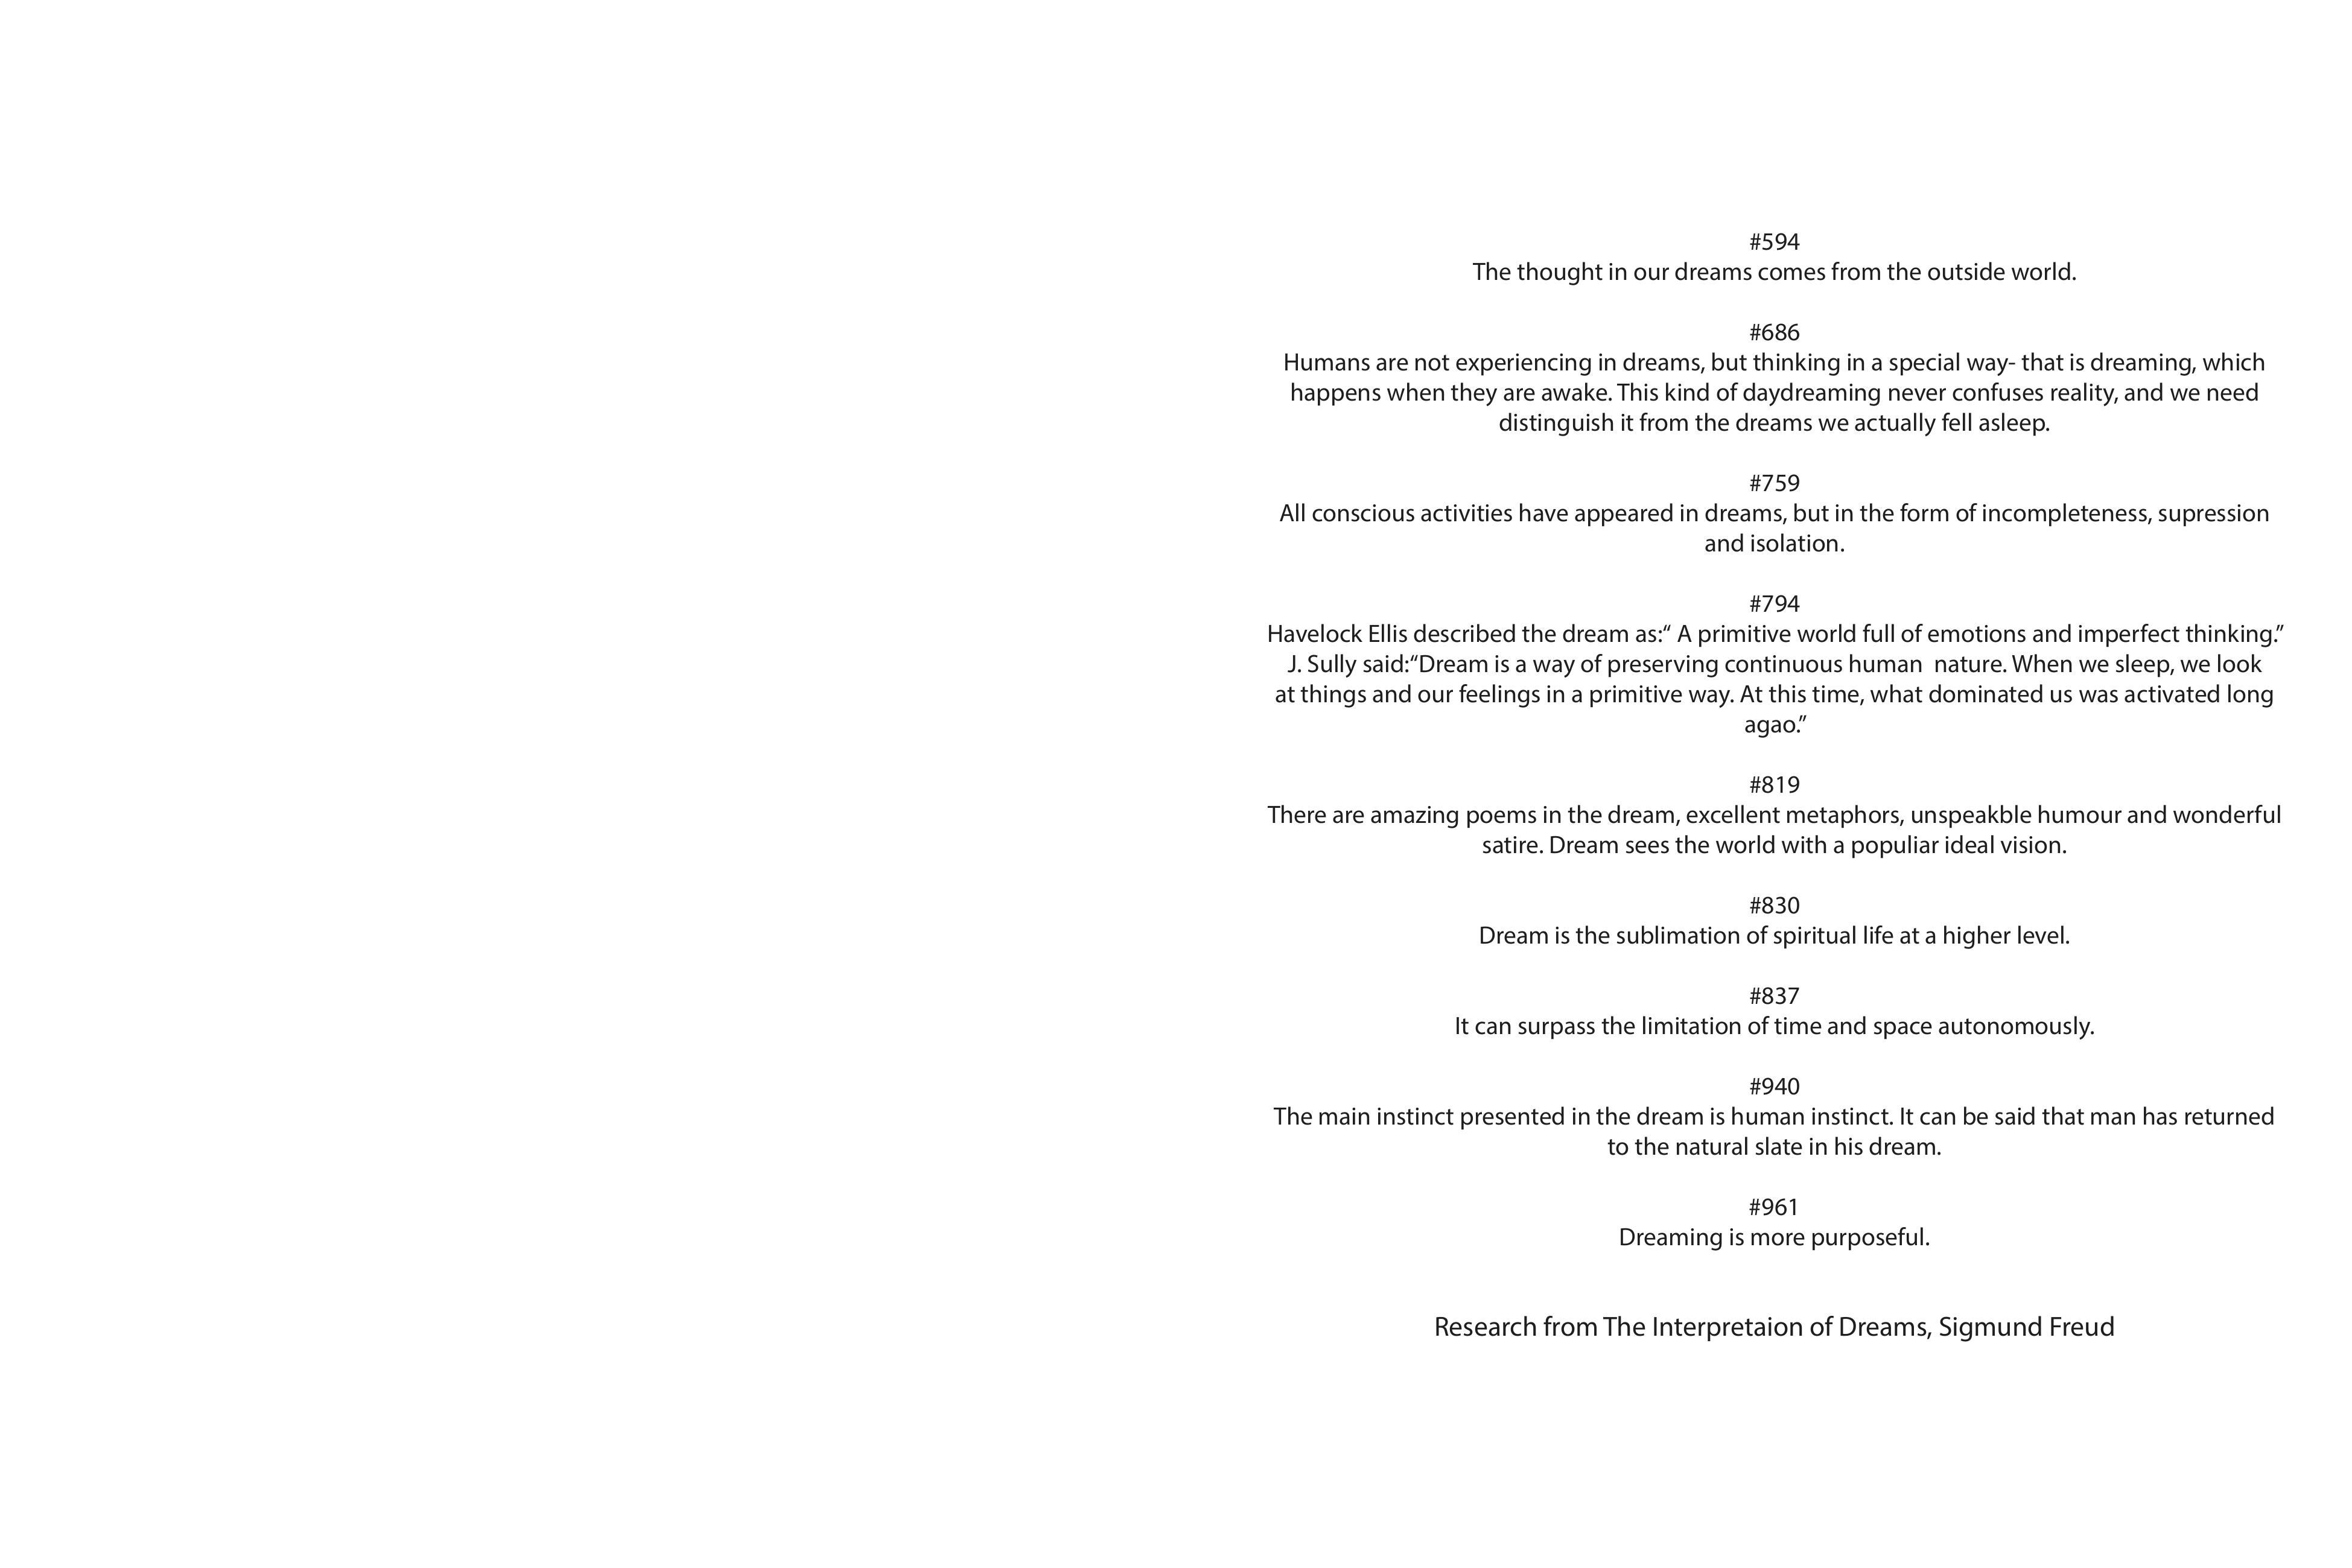 #594
The thought in our dreams comes from the outside world.
#686
Humans are not experiencing in dreams, but thinking in a special way- that is dreaming, which
happens when they are awake. This kind of daydreaming never confuses reality, and we need
distinguish it from the dreams we actually fell asleep.
#759
All conscious activities have appeared in dreams, but in the form of incompleteness, supression
and isolation.
#794
Havelock Ellis described the dream as:“ A primitive world full of emotions and imperfect thinking.”
J. Sully said:“Dream is a way of preserving continuous human  nature. When we sleep, we look
at things and our feelings in a primitive way. At this time, what dominated us was activated long
agao.”
#819
There are amazing poems in the dream, excellent metaphors, unspeakble humour and wonderful
satire. Dream sees the world with a populiar ideal vision.
#830
Dream is the sublimation of spiritual life at a higher level.
#837
It can surpass the limitation of time and space autonomously.
#940
The main instinct presented in the dream is human instinct. It can be said that man has returned
to the natural slate in his dream.
#961
Dreaming is more purposeful.
Research from The Interpretaion of Dreams, Sigmund Freud